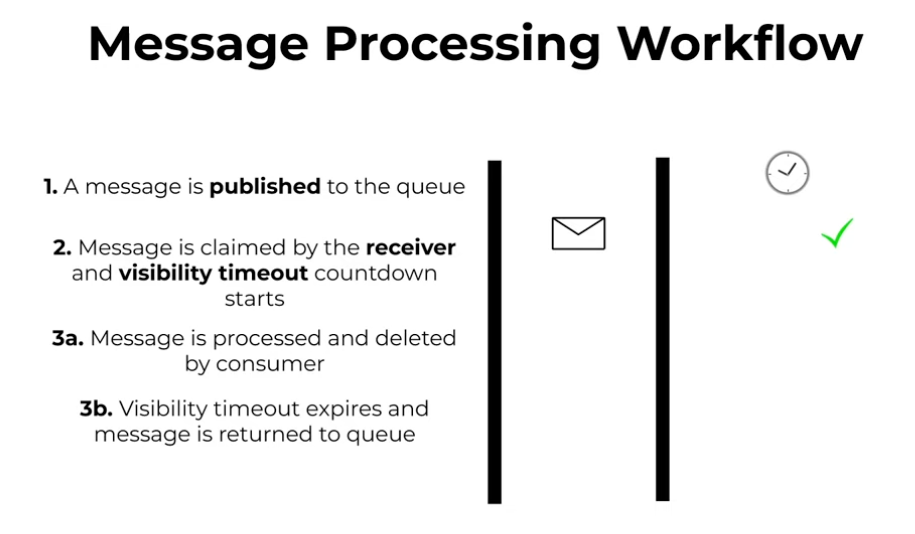 Message Processing Workflow
1. A message is published to the queue
2. Message is claimed by the receiver
and visibility timeout countdown
starts
3a. Message is processed and deleted
by consumer
3b. Visibility timeout expires and
message is returned to queue